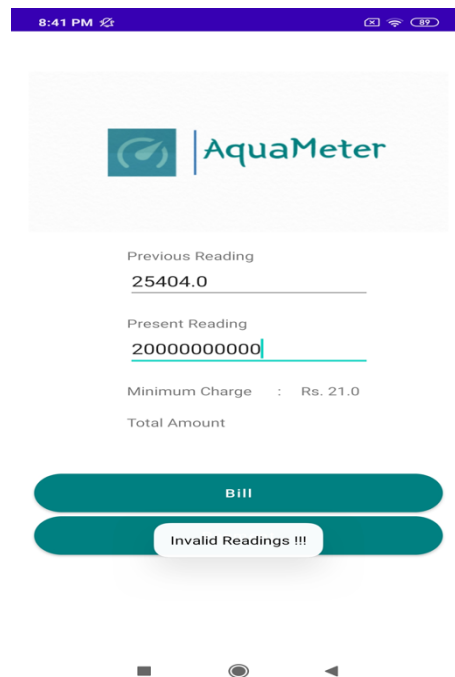 8:41 PM
89
AquaMeter
Previous Reading
25404.0
Present Reading
20000000000
Minimum Charge : Rs. 21.0
Total Amount
Bill
Invalid Readings !!!